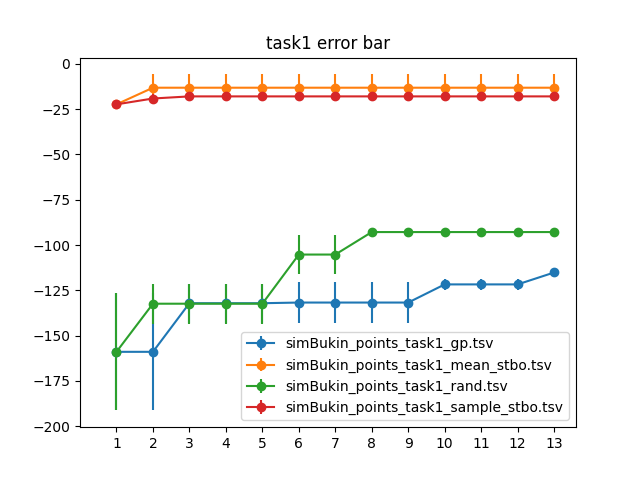 task1 error bar
0
−25
−50
−75
−100
−125
−150
−175
−200
1 2 3 4 5 6 7 8 9 10 11 12 13
simBukin_points_task1_gp.tsv
simBukin_points_task1_mean_stbo.tsv
simBukin_points_task1_rand.tsv
simBukin_points_task1_sample_stbo.tsv